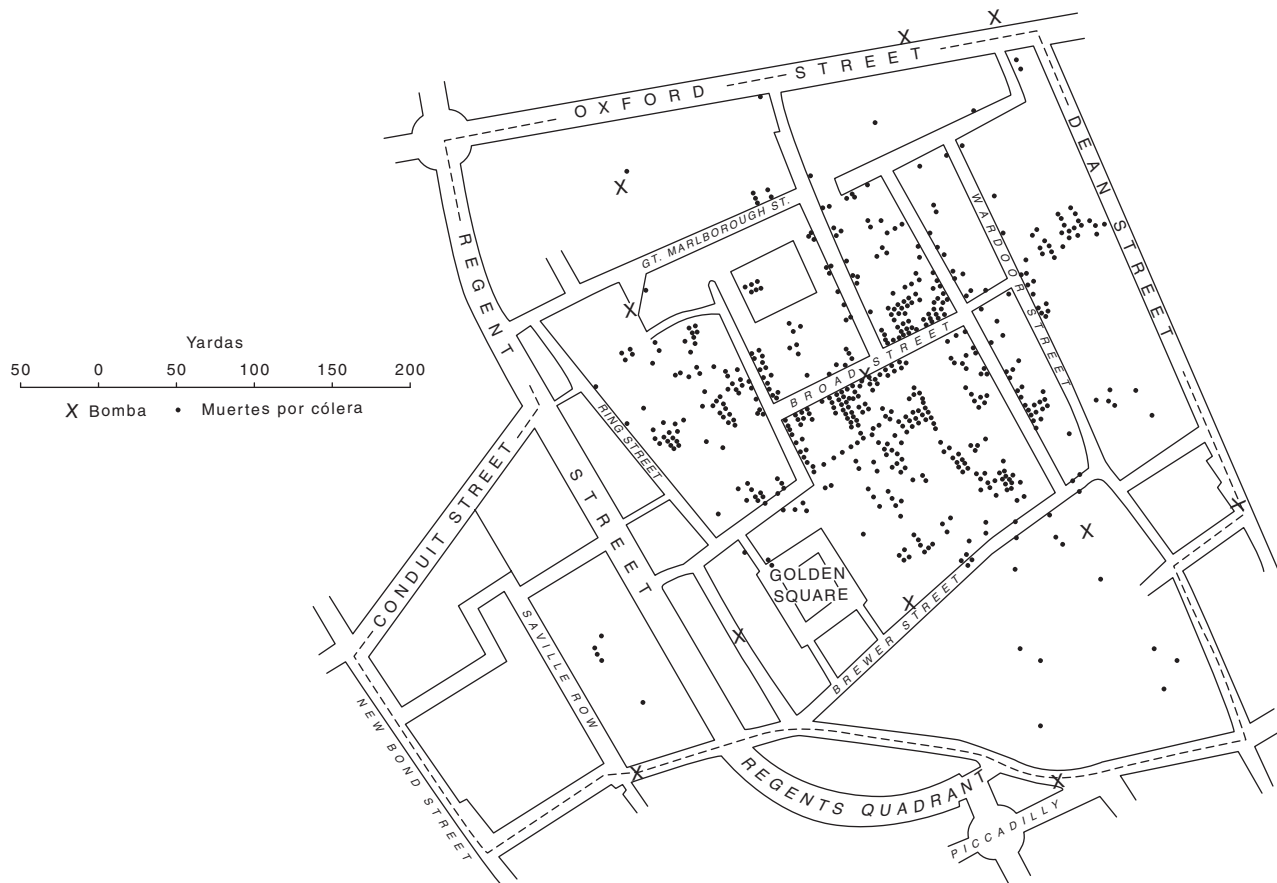 OXFORD STREET
DEAN STREET
REGENT STREET
GT. MARLBOROUGH ST.
WARDOOR STREET
BROAD STREET
RING STREET
CONDUIT STREET
GOLDEN
SQUARE
BREWER STREET
SAVILLE ROW
NEW BOND STREET
REGENTS QUADRANT
PICCADILLY
Yardas
50 0 50 100 150 200
X Bomba • Muertes por cólera
X
X
X
X
X
X
X
X
X
X
X
X